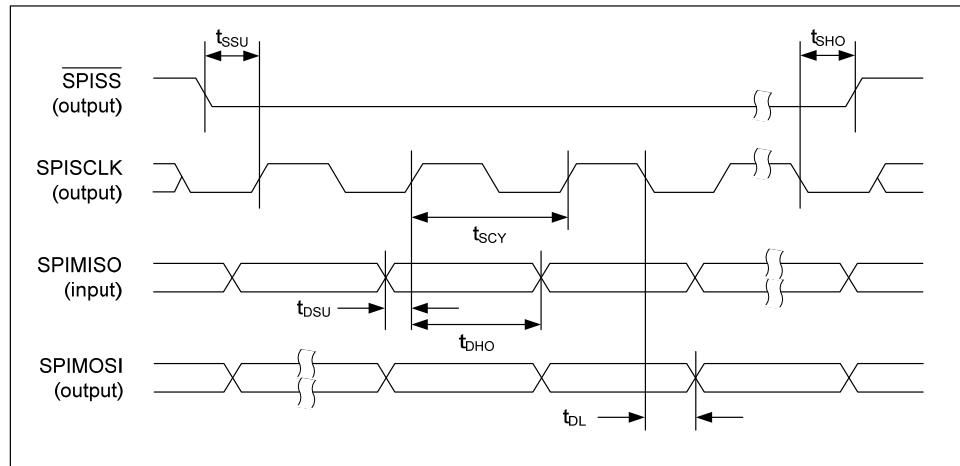 tSSU
tSHO
SPISS
(output)
SPISCLK
(output)
tSCY
SPIMISO
(input)
tDSU
tDHO
SPIMOSI
(output)
tDL